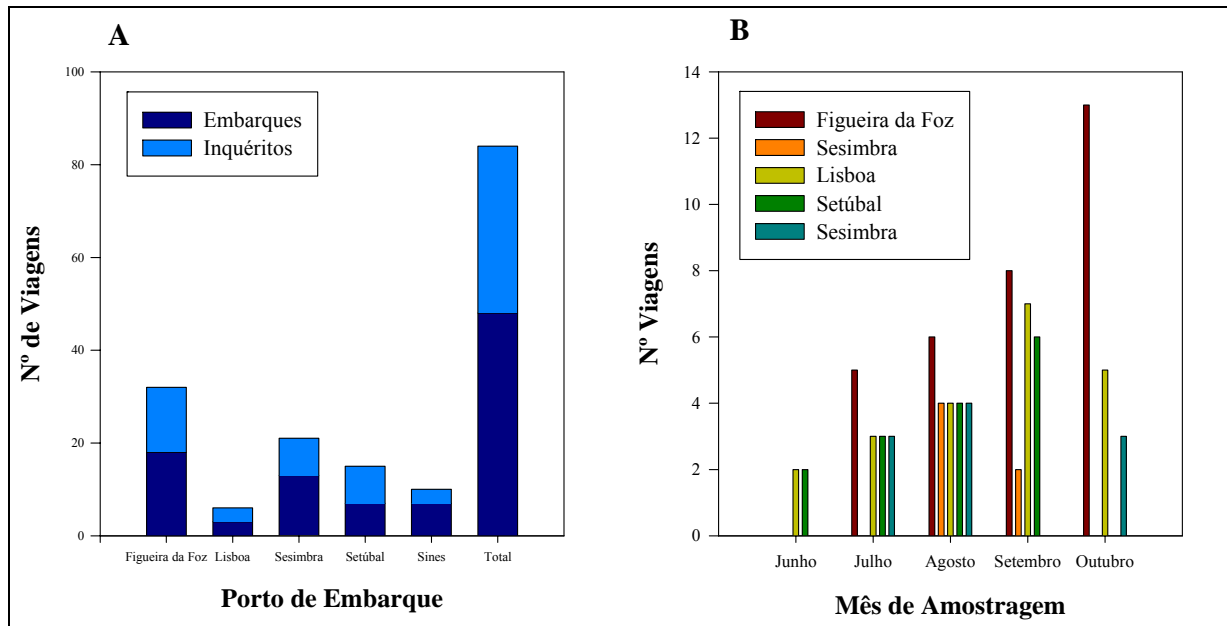 A
100
80
60
40
20
0
Nº de Viagens
Embarques
Inquéritos
Figueira da Foz Lisboa Sesimbra Setúbal Sines Total
Porto de Embarque
B
14
12
10
8
6
4
2
0
Nº Viagens
Figueira da Foz
Sesimbra
Lisboa
Setúbal
Sesimbra
Junho Julho Agosto Setembro Outubro
Mês de Amostragem